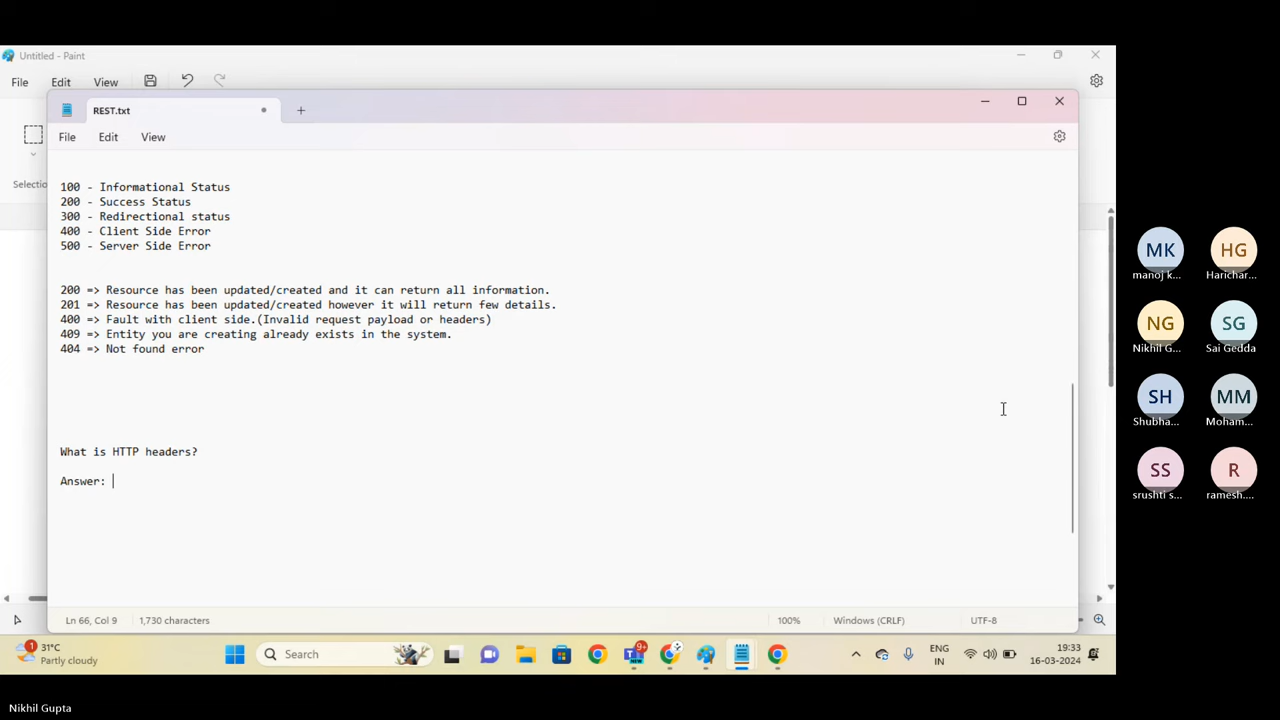 Untitled - Paint
File Edit View
REST.txt
File Edit View
Selectio
100 - Informational Status
200 - Success Status
300 - Redirectional status
400 - Client Side Error
500 - Server Side Error
200 => Resource has been updated/created and it can return all information.
201 => Resource has been updated/created however it will return few details.
400 => Fault with client side.(Invalid request payload or headers)
409 => Entity you are creating already exists in the system.
404 => Not found error
What is HTTP headers?
Answer:
Ln 66, Col 9 1,730 characters 100% Windows (CRLF) UTF-8
MK HG
manoj k... Harichar...
NG SG
Nikhil G... Sai Gedda
SH MM
Shubha... Moham...
SS R
srushti s... ramesh....
1 31°C
Partly cloudy
Search
NEW 9+
ENG
IN
19:33
16-03-2024
Nikhil Gupta